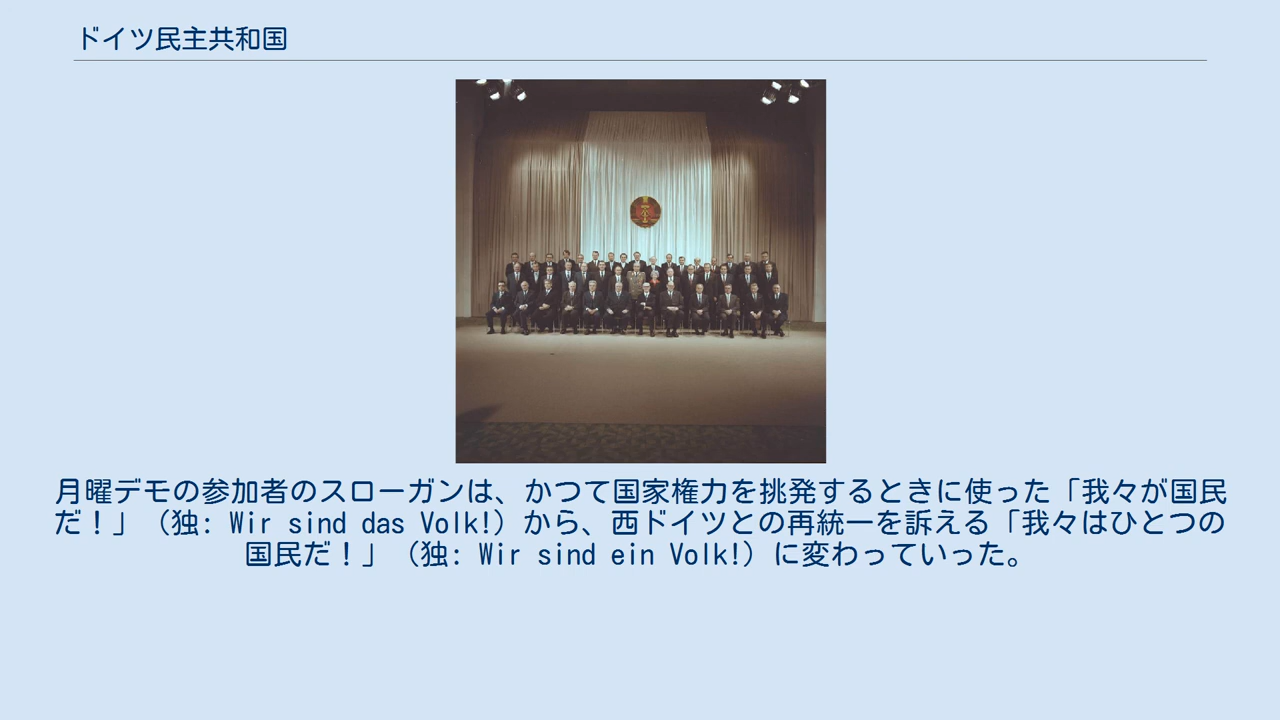 ドイツ民主共和国
月曜デモの参加者のスローガンは、かつて国家権力を挑発するときに使った「我々が国民
だ！」（独: Wir sind das Volk!）から、西ドイツとの再統一を訴える「我々はひとつの
国民だ！」（独: Wir sind ein Volk!）に変わっていった。